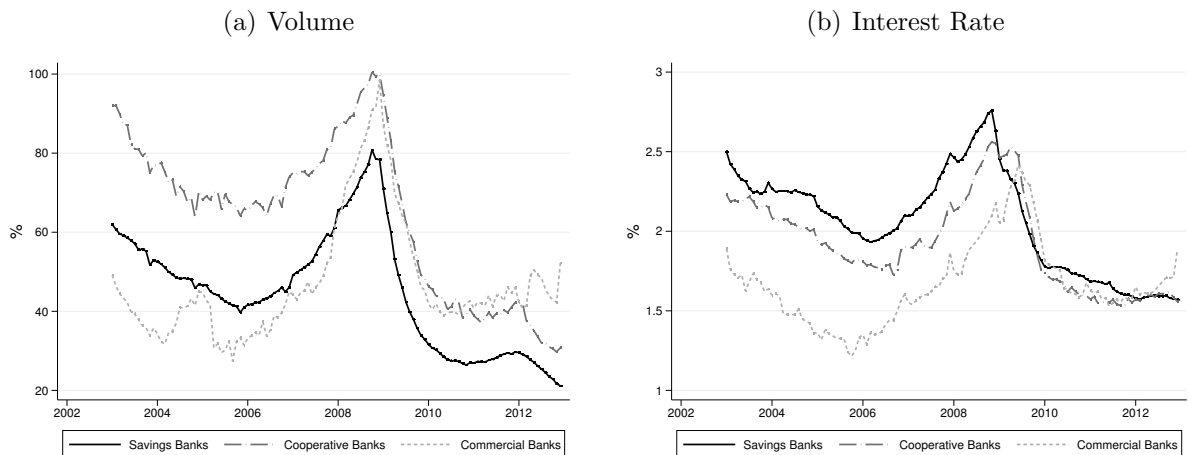 (a) Volume
%
100
80
60
40
20
2002 2004 2006 2008 2010 2012
Savings Banks Cooperative Banks Commercial Banks
(b) Interest Rate
%
3
2.5
2
1.5
1
2002 2004 2006 2008 2010 2012
Savings Banks Cooperative Banks Commercial Banks